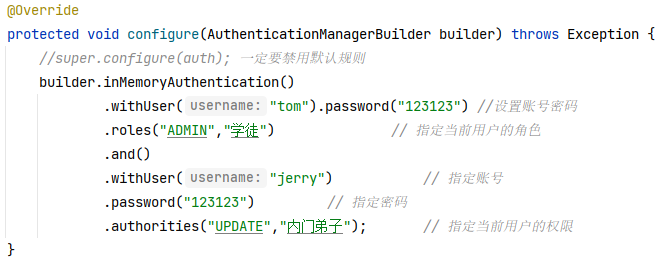 @Override
protected void configure(AuthenticationManagerBuilder builder) throws Exception {
//super.configure(auth); 一定要禁用默认规则
builder.inMemoryAuthentication()
.withUser( username: "tom").password("123123") //设置账号密码
.roles("ADMIN","学徒") // 指定当前用户的角色
.and()
.withUser( username: "jerry") // 指定账号
.password("123123") // 指定密码
.authorities("UPDATE","内门弟子"); // 指定当前用户的权限
}